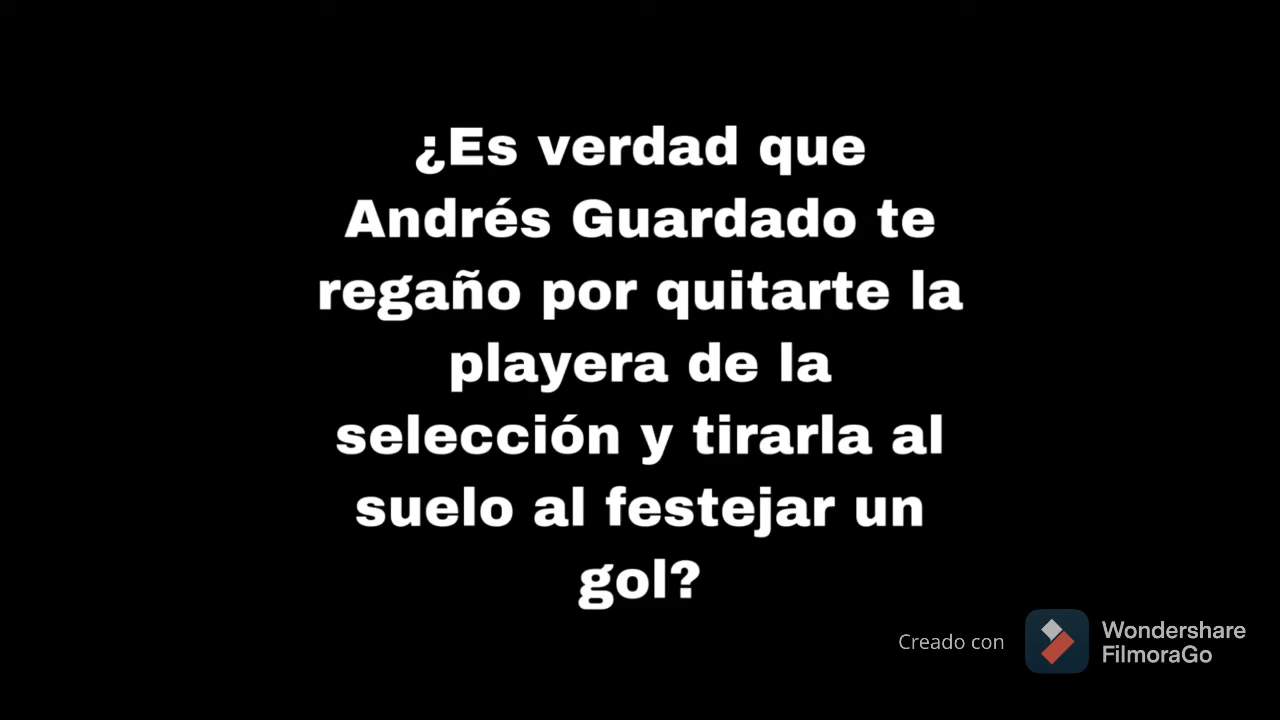 ¿Es verdad que
Andrés Guardado te
regaño por quitarte la
playera de la
selección y tirarla al
suelo al festejar un
gol?
Creado con
Wondershare
FilmoraGo